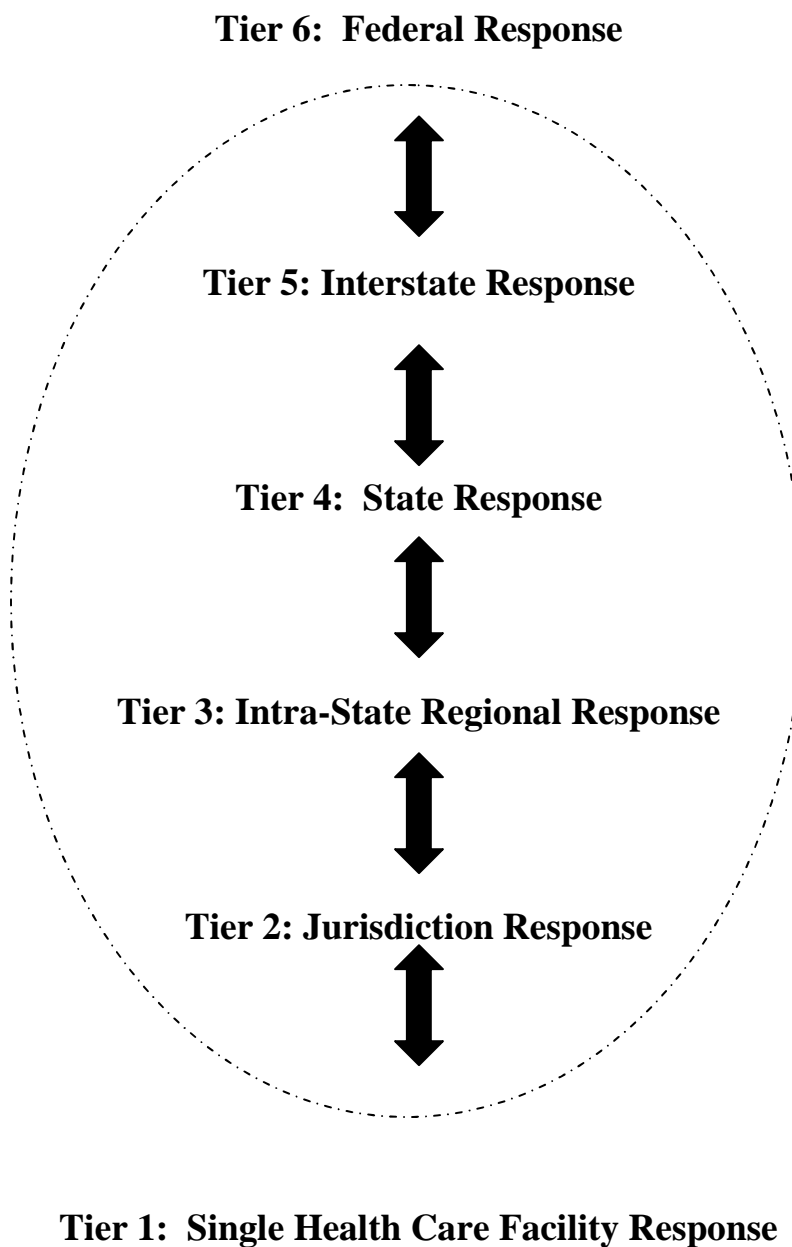 Tier 6:  Federal Response
Tier 5: Interstate Response
Tier 4:  State Response
Tier 3: Intra-State Regional Response
Tier 2: Jurisdiction Response
Tier 1:  Single Health Care Facility Response